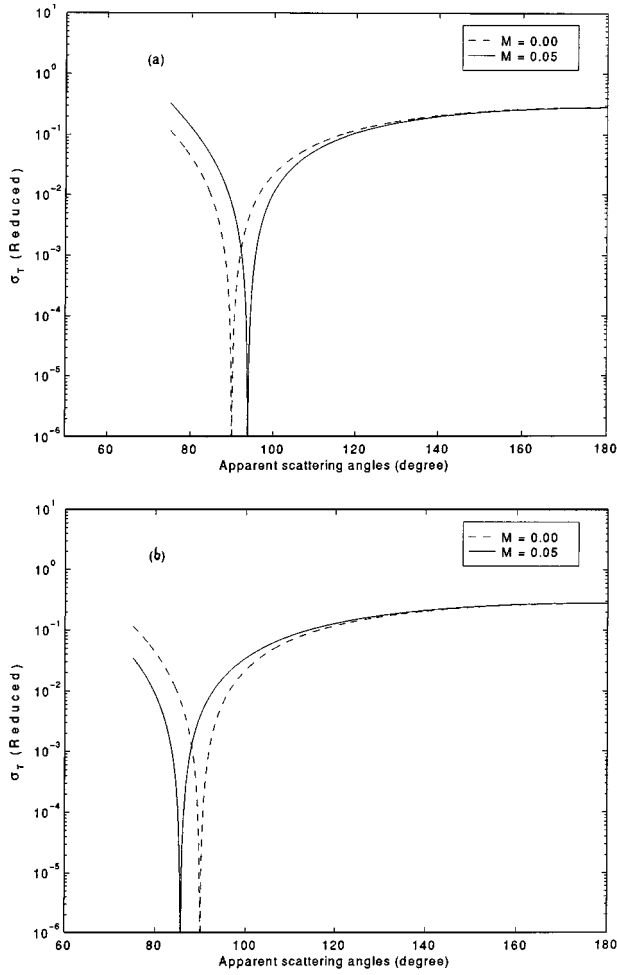 10^1
M = 0.00
M = 0.05
(a)
10^0
10^-1
10^-2
10^-3
10^-4
10^-5
10^-6
σ_T (Reduced)
60 80 100 120 140 160 180
Apparent scattering angles (degree)
10^1
M = 0.00
M = 0.05
(b)
10^0
10^-1
10^-2
10^-3
10^-4
10^-5
10^-6
σ_T (Reduced)
60 80 100 120 140 160 180
Apparent scattering angles (degree)